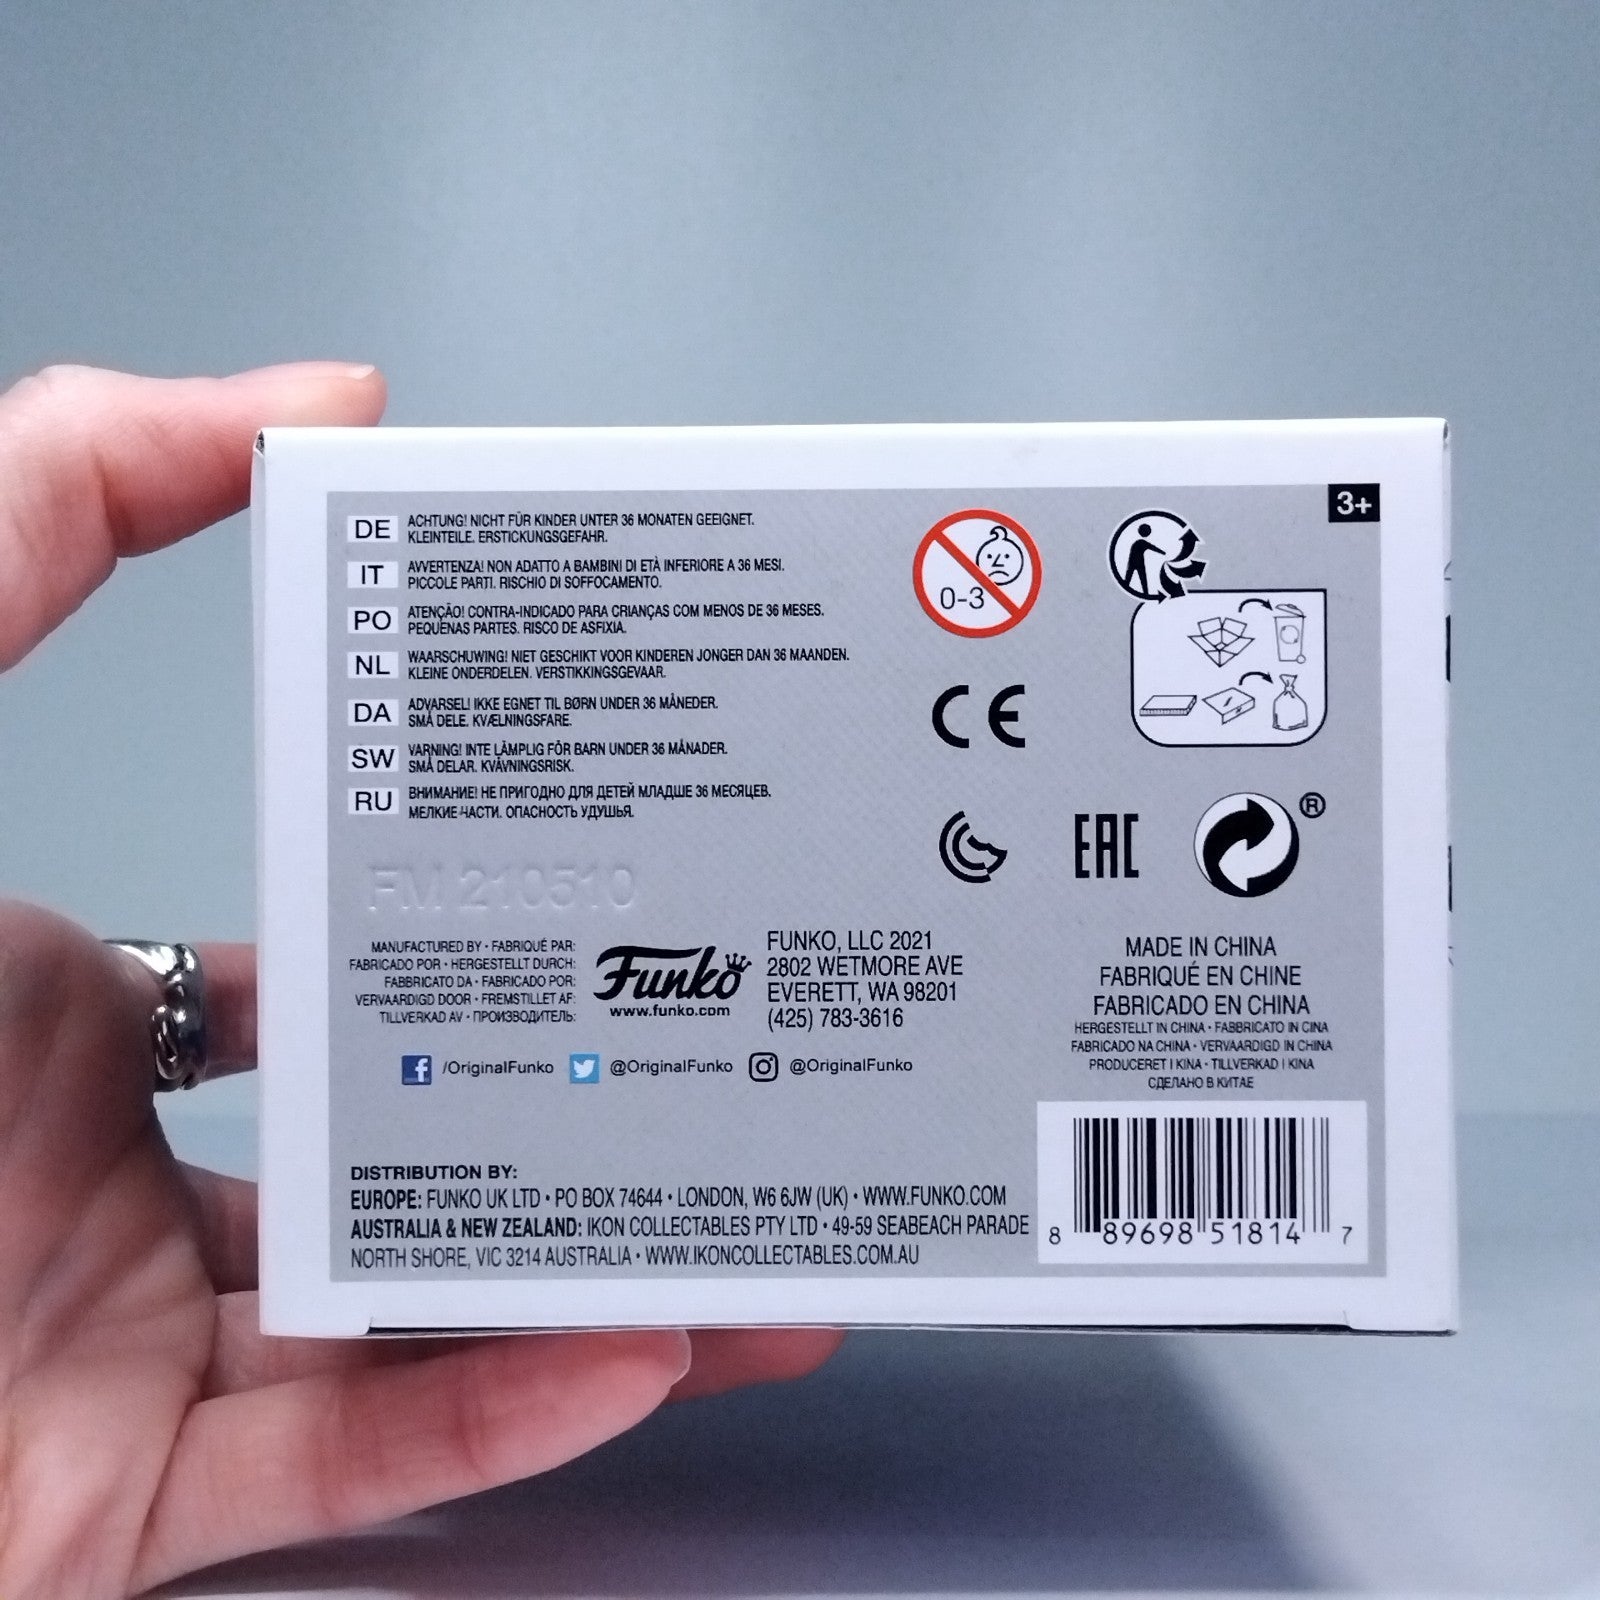 3+
DE
ACHTUNG! NICHT FÜR KINDER UNTER 36 MONATEN GEEIGNET.
KLEINTEILE. ERSTICKUNGSGEFAHR.
IT
AVVERTENZA! NON ADATTO A BAMBINI DI ETÀ INFERIORE A 36 MESI.
PICCOLE PARTI. RISCHIO DI SOFFOCAMENTO.
PO
ATENÇÃO! CONTRA-INDICADO PARA CRIANÇAS COM MENOS DE 36 MESES.
PEQUENAS PARTES. RISCO DE ASFIXIA.
NL
WAARSCHUWING! NIET GESCHIKT VOOR KINDEREN JONGER DAN 36 MAANDEN.
KLEINE ONDERDELEN. VERSTIKKINGSGEVAAR.
DA
ADVARSEL! IKKE EGNET TIL BØRN UNDER 36 MÅNEDER.
SMÅ DELE. KVÆLNINGSFARE.
SW
VARNING! INTE LÄMPLIG FÖR BARN UNDER 36 MÅNADER.
SMÅ DELAR. KVÄVNINGSRISK.
RU
ВНИМАНИЕ! НЕ ПРИГОДНО ДЛЯ ДЕТЕЙ МЛАДШЕ 36 МЕСЯЦЕВ.
МЕЛКИЕ ЧАСТИ. ОПАСНОСТЬ УДУШЬЯ.
0-3
CE
EAC
®
FM 210510
MANUFACTURED BY • FABRIQUÉ PAR:
FABRICADO POR • HERGESTELLT DURCH:
FABBRICATO DA • FABRICADO POR:
VERVAARDIGD DOOR • FREMSTILLET AF:
TILLVERKAD AV • ПРОИЗВОДИТЕЛЬ:
Funko
www.funko.com
FUNKO, LLC 2021
2802 WETMORE AVE
EVERETT, WA 98201
(425) 783-3616
MADE IN CHINA
FABRIQUÉ EN CHINE
FABRICADO EN CHINA
HERGESTELLT IN CHINA • FABBRICATO IN CINA
FABRICADO NA CHINA • VERVAARDIGD IN CHINA
PRODUCERET I KINA • TILLVERKAD I KINA
СДЕЛАНО В КИТАЕ
f /OriginalFunko @OriginalFunko @OriginalFunko
DISTRIBUTION BY:
EUROPE: FUNKO UK LTD • PO BOX 74644 • LONDON, W6 6JW (UK) • WWW.FUNKO.COM
AUSTRALIA & NEW ZEALAND: IKON COLLECTABLES PTY LTD • 49-59 SEABEACH PARADE
NORTH SHORE, VIC 3214 AUSTRALIA • WWW.IKONCOLLECTABLES.COM.AU
8 89698 51814 7